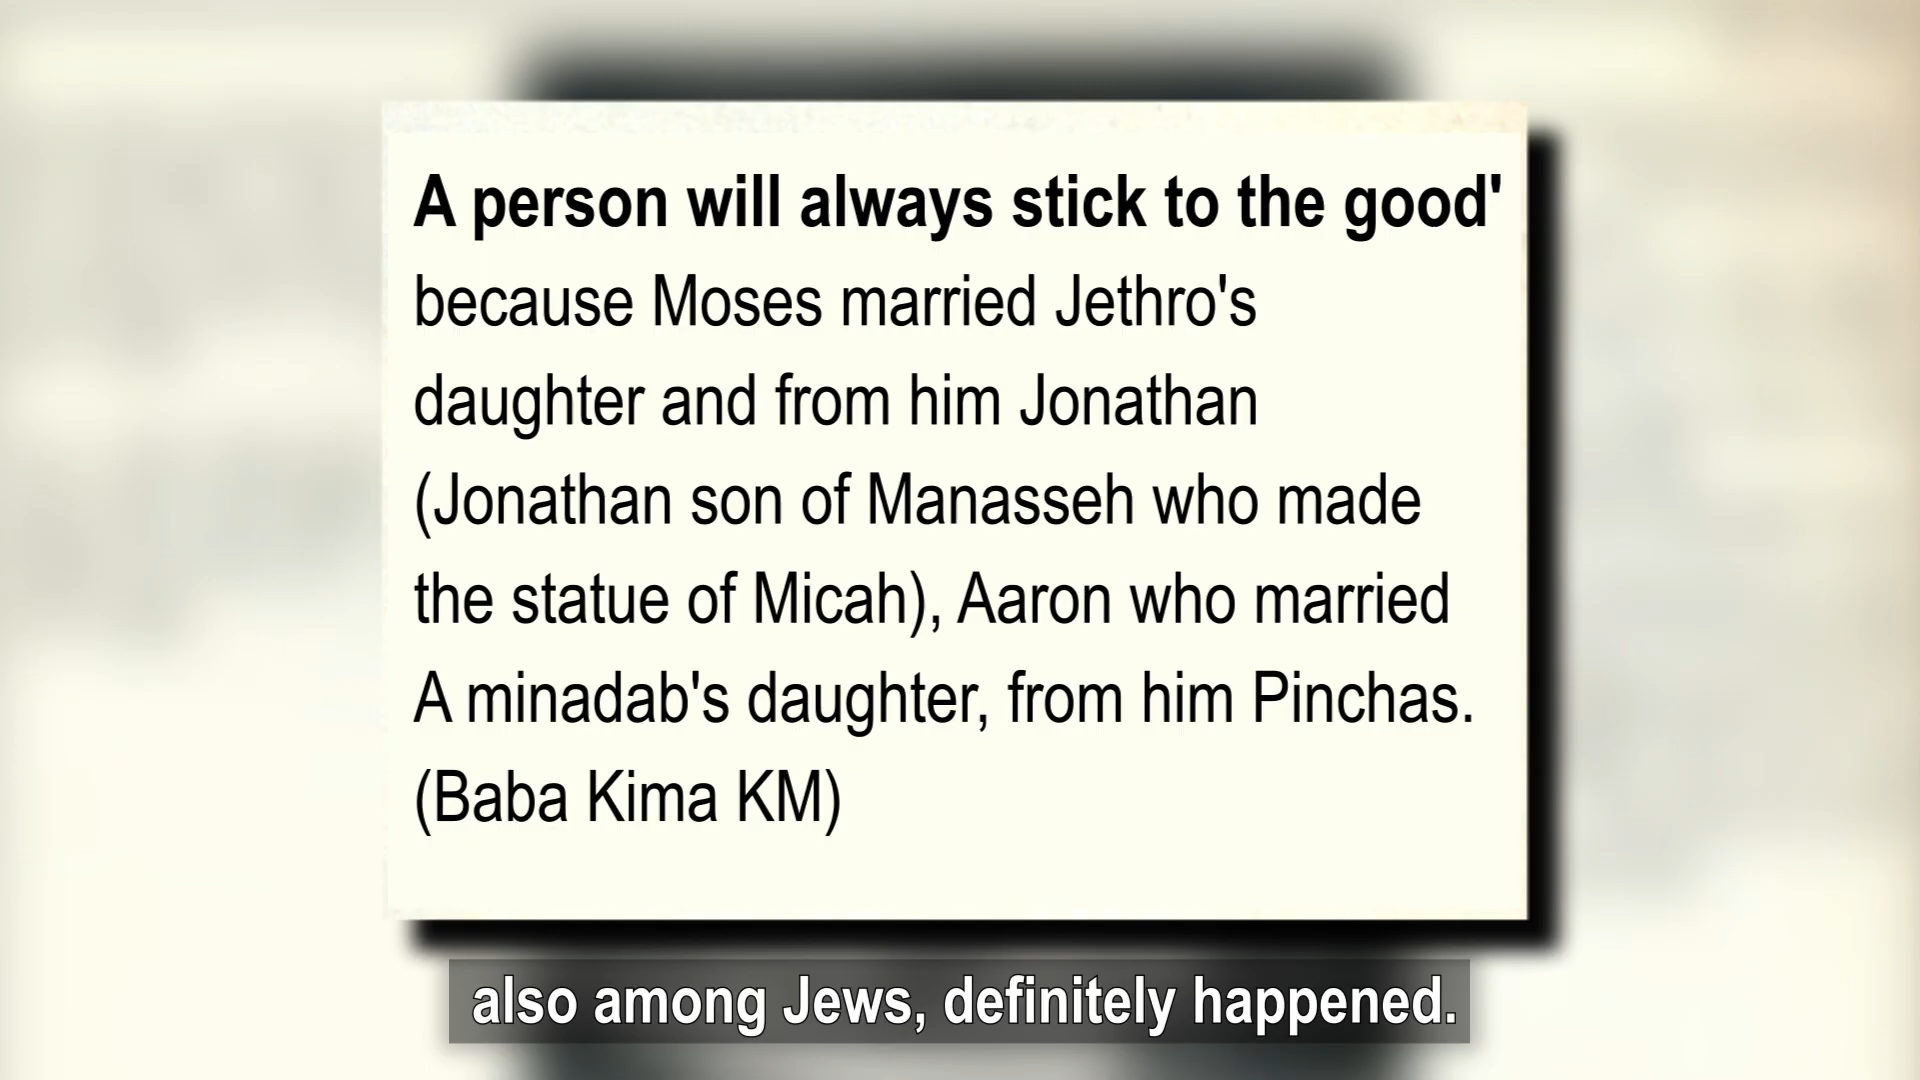 A person will always stick to the good'
because Moses married Jethro's
daughter and from him Jonathan
(Jonathan son of Manasseh who made
the statue of Micah), Aaron who married
A minadab's daughter, from him Pinchas.
(Baba Kima KM)
also among Jews, definitely happened.